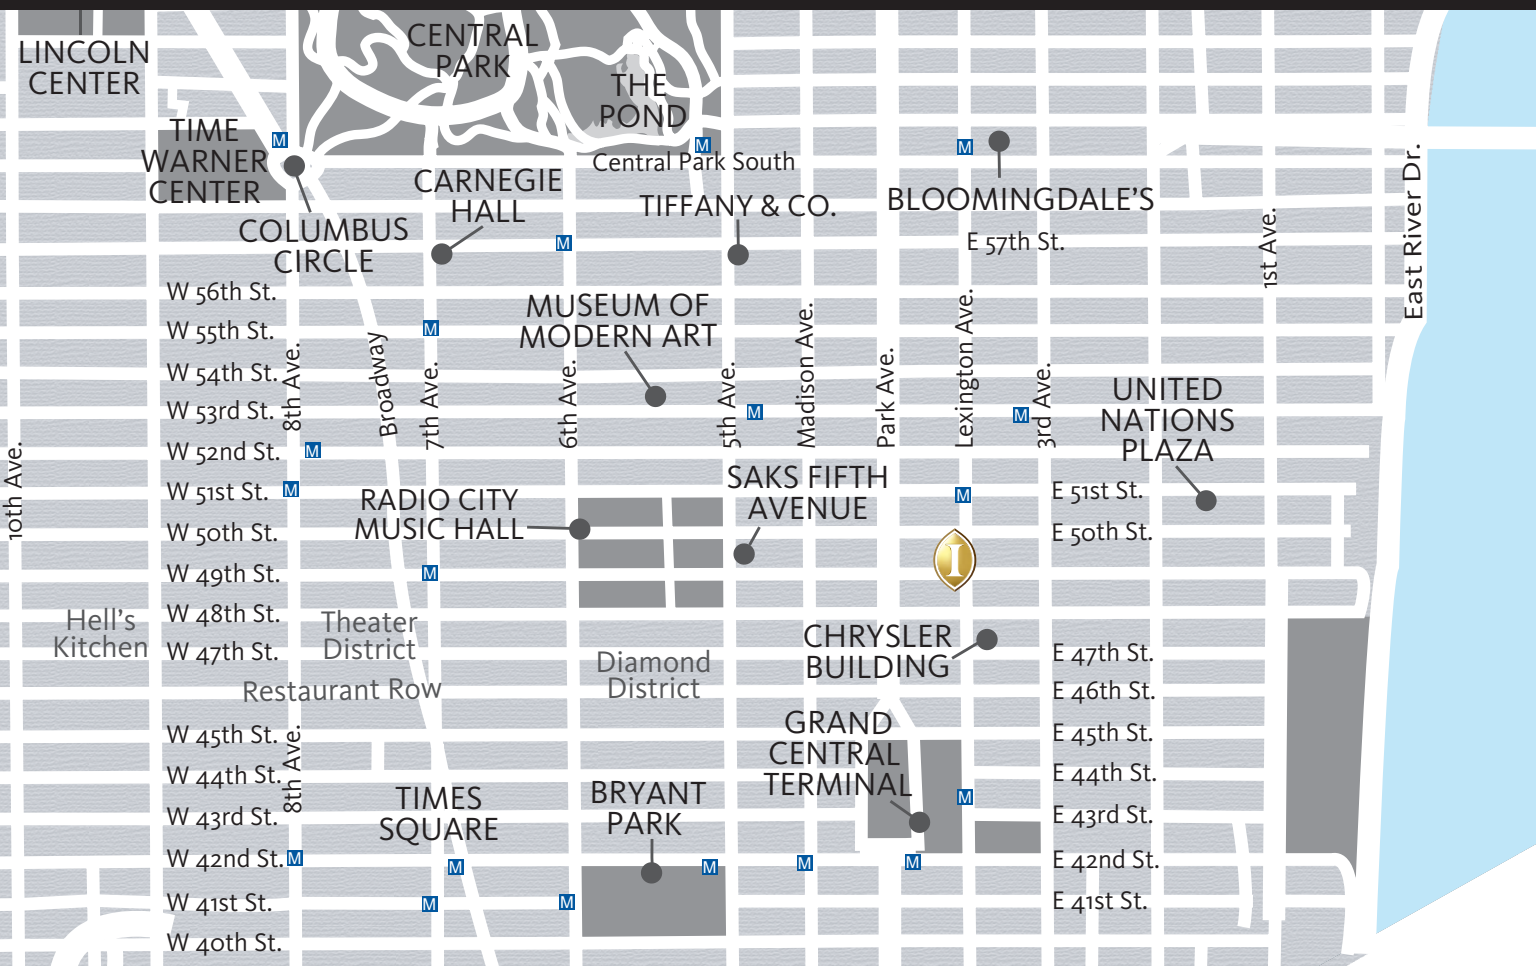 LINCOLN
CENTER
CENTRAL
PARK
THE
POND
TIME
WARNER
CENTER
M
M
M
Central Park South
CARNEGIE
HALL
TIFFANY & CO.
BLOOMINGDALE'S
COLUMBUS
CIRCLE
M
E 57th St.
1st Ave.
East River Dr.
W 56th St.
MUSEUM OF
MODERN ART
W 55th St.
M
W 54th St.
8th Ave.
Broadway
7th Ave.
6th Ave.
5th Ave.
Madison Ave.
Park Ave.
Lexington Ave.
3rd Ave.
UNITED
NATIONS
PLAZA
W 53rd St.
M
M
W 52nd St.
M
10th Ave.
SAKS FIFTH
AVENUE
W 51st St.
M
RADIO CITY
MUSIC HALL
M
E 51st St.
W 50th St.
E 50th St.
I
W 49th St.
M
W 48th St.
Hell's
Kitchen
Theater
District
W 47th St.
CHRYSLER
BUILDING
E 47th St.
Diamond
District
Restaurant Row
E 46th St.
GRAND
CENTRAL
TERMINAL
W 45th St.
8th Ave.
E 45th St.
W 44th St.
E 44th St.
TIMES
SQUARE
BRYANT
PARK
M
W 43rd St.
E 43rd St.
W 42nd St.
M
M
M
M
M
E 42nd St.
W 41st St.
M
M
E 41st St.
W 40th St.